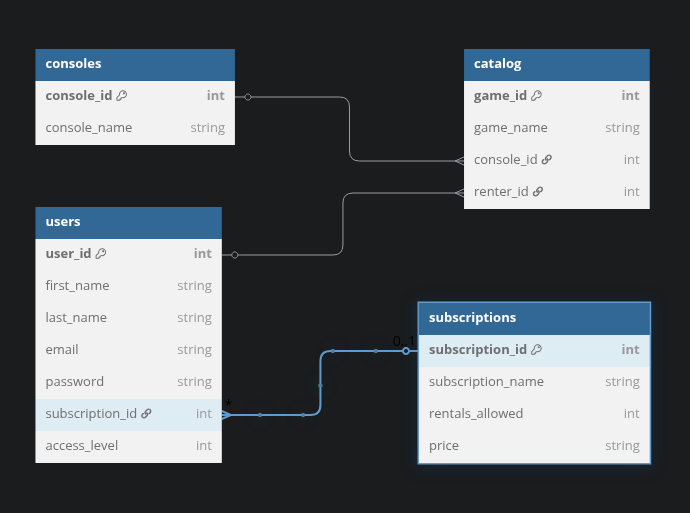 consoles
console_id int
console_name string
catalog
game_id int
game_name string
console_id int
renter_id int
users
user_id int
first_name string
last_name string
email string
password string
subscription_id int
access_level int
*
0..1
subscriptions
subscription_id int
subscription_name string
rentals_allowed int
price string